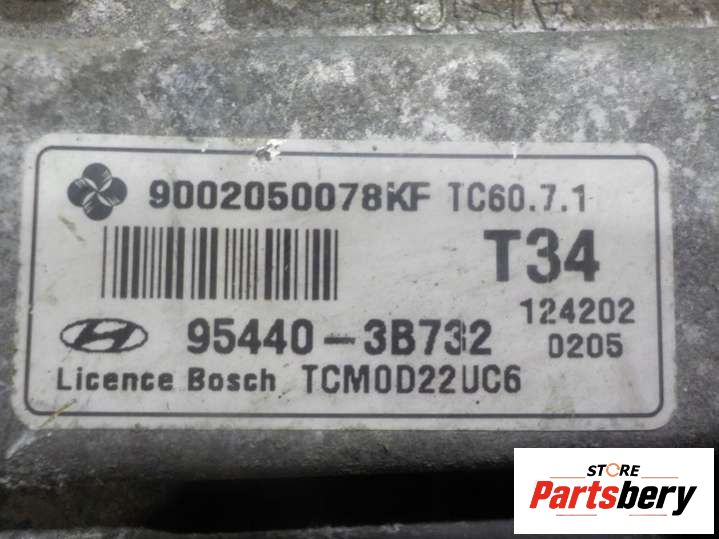 9002050078KF TC60.7.1
T34
124202
95440-3B732 0205
Licence Bosch TCM0D22UC6
STORE
Partsbery